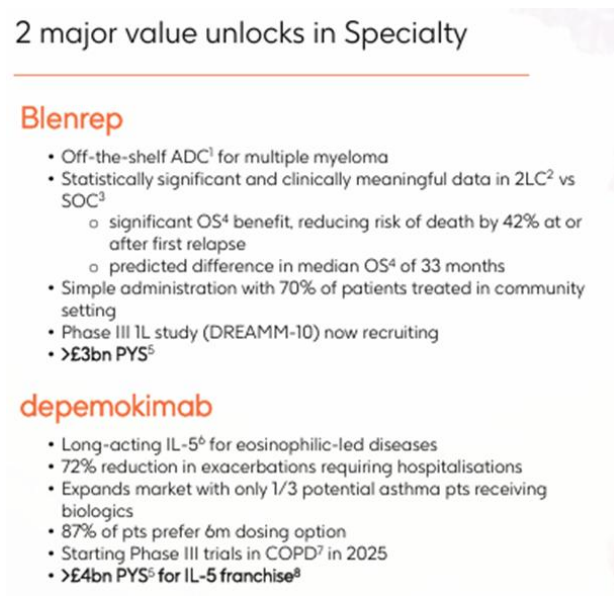 2 major value unlocks in Specialty
Blenrep
• Off-the-shelf ADC¹ for multiple myeloma
• Statistically significant and clinically meaningful data in 2LC² vs
SOC³
o significant OS⁴ benefit, reducing risk of death by 42% at or
after first relapse
o predicted difference in median OS⁴ of 33 months
• Simple administration with 70% of patients treated in community
setting
• Phase III 1L study (DREAMM-10) now recruiting
• >£3bn PYS⁵
depemokimab
• Long-acting IL-5⁶ for eosinophilic-led diseases
• 72% reduction in exacerbations requiring hospitalisations
• Expands market with only 1/3 potential asthma pts receiving
biologics
• 87% of pts prefer 6m dosing option
• Starting Phase III trials in COPD⁷ in 2025
• >£4bn PYS⁵ for IL-5 franchise⁸